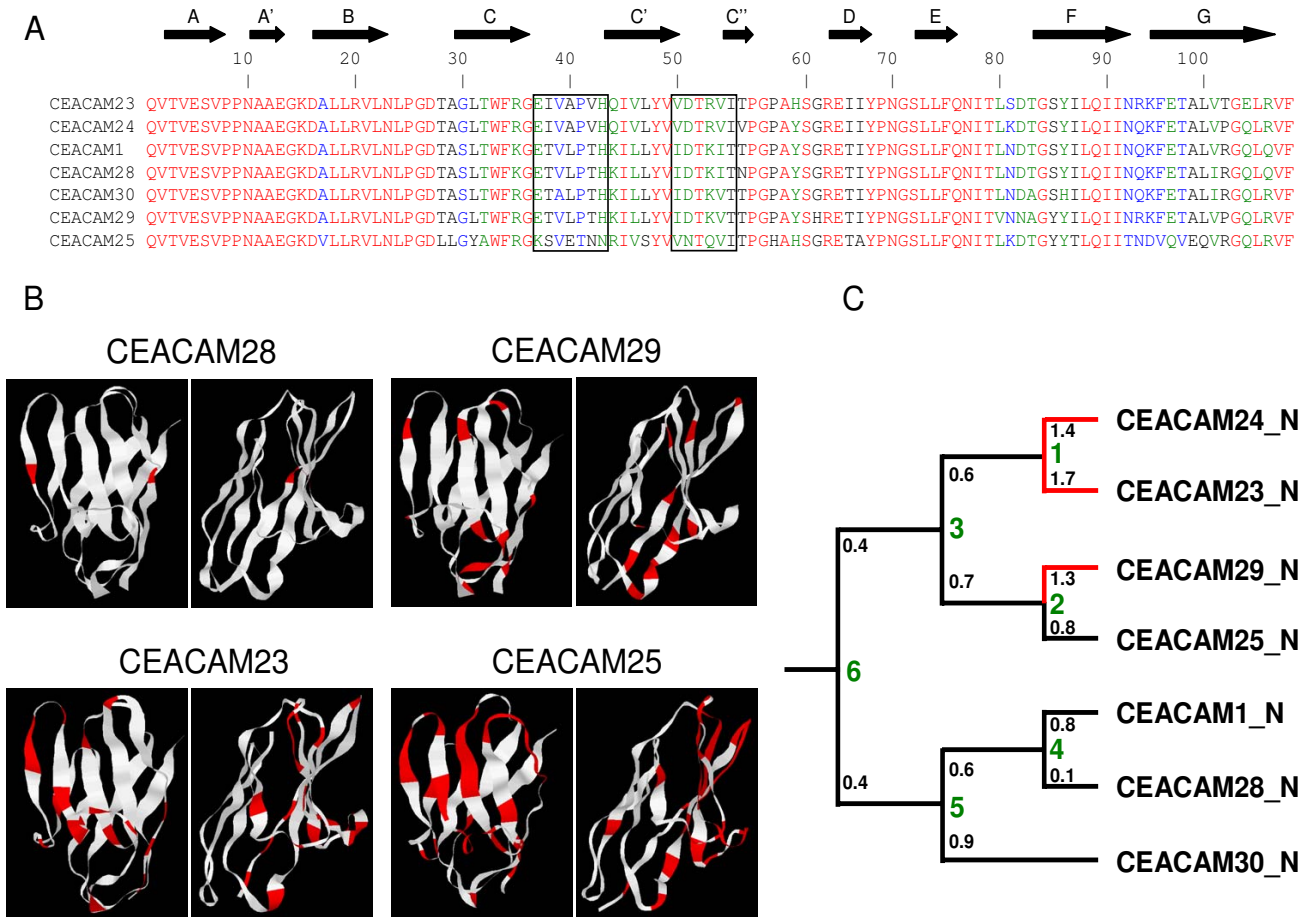 A
A A' B C C' C'' D E F G
10 20 30 40 50 60 70 80 90 100
CEACAM23 QVTVESVPPNAAEGKDALLRVLNLPGDTAGLTWFRGEIVAPVHQIVLYVVDTRVITPGPAHSGREIIYPNGSLLFQNITLSDTGSYILQIINRKFETALVTGELRVF
CEACAM24 QVTVESVPPNAAEGKDALLRVLNLPGDTASLTWFRGEIVAPVHQIVLYVVDTRVIVPGPAYSGREIIYPNGSLLFQNITLKDTGSYILQIINQKFETALVPGQLRVF
CEACAM1 QVTVESVPPNAAEGKDALLRVLNLPGDTASLTWFKGETVLPTHKILLYVIDTKITTPGPAYSGRETIYPNGSLLFQNITLNDTGSYILQIINQKFETALVRGQLQVF
CEACAM28 QVTVESVPPNAAEGKDALLRVLNLPGDTASLTWFKGETVLPTHKILLYVIDTKITNPGPAYSGRETIYPNGSLLFQNITLNDTGSYILQIINQKFETALIRGQLRVF
CEACAM30 QVTVESVPPNAAEGKDALLRVLNLPGDTASLTWFRGETALPTHKILLYVIDTKVTTPGPAYSGRETIYPNGSLLFQNITLNDAGSHILQIINQKFETALIRGQLRVF
CEACAM29 QVTVESVPPNAAEGKDALLRVLNLPGDTAGLTWFRGETVLPTHKILLYVIDTKVTTPGPAYSHRETIYPNGSLLFQNITVNNAGYYILQIINRKFETALVPGQLRVF
CEACAM25 QVTVESVPPNAAEGKDVLLRVLNLPGDLLGYAWFRGKSVETNNRIVSYVVNTQVITPGHAHSGRETAYPNGSLLFQNITLKDTGYYTLQIITNDVQVEQVRGQLRVF
B
CEACAM28 CEACAM29
CEACAM23 CEACAM25
C
CEACAM24_N
1.4
1
0.6
1.7
CEACAM23_N
3
0.4
CEACAM29_N
1.3
0.7
2
0.8
CEACAM25_N
6
CEACAM1_N
0.8
4
0.6
0.1
CEACAM28_N
0.4
5
0.9
CEACAM30_N